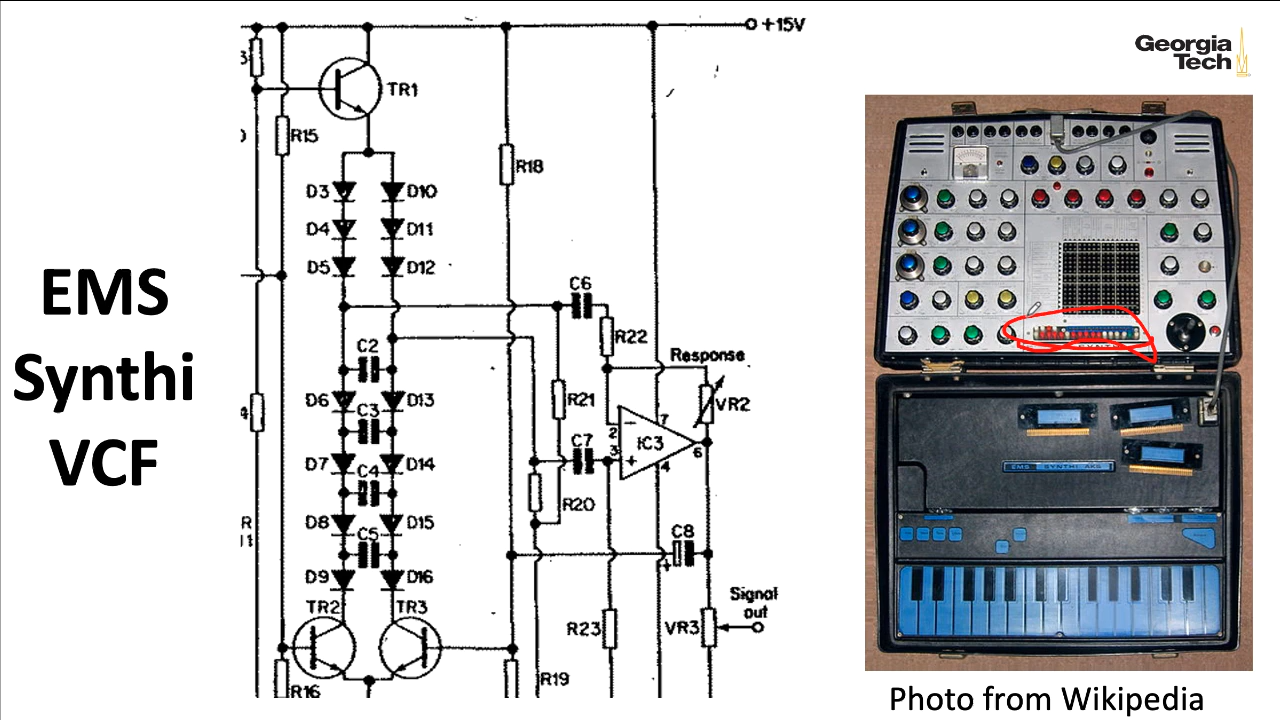 EMS
Synthi
VCF
+15V
TR1
R15
R18
D3
D10
D4
D11
D5
D12
C6
R22
Response
C2
VR2
D6
D13
R21
C3
7
2
IC3
C7
3
6
D7
D14
4
C4
R20
D8
D15
C5
C8
D9
D16
+
TR2
TR3
Signal
out
R23
VR3
R16
R19
Georgia
Tech
EMS SYNTHI AKS
Photo from Wikipedia